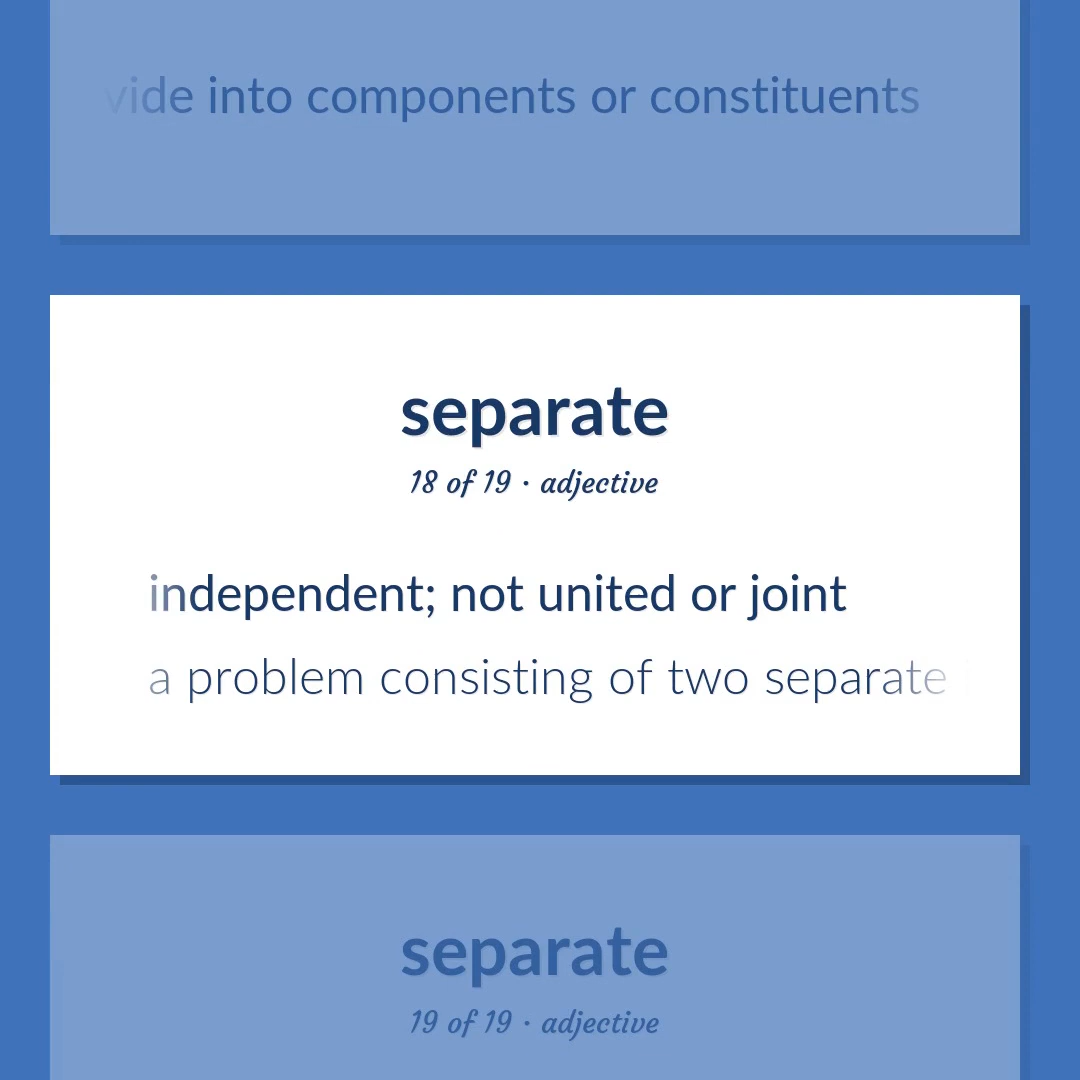 vide into components or constituents
separate
18 of 19 · adjective
independent; not united or joint
a problem consisting of two separate
separate
19 of 19 · adjective